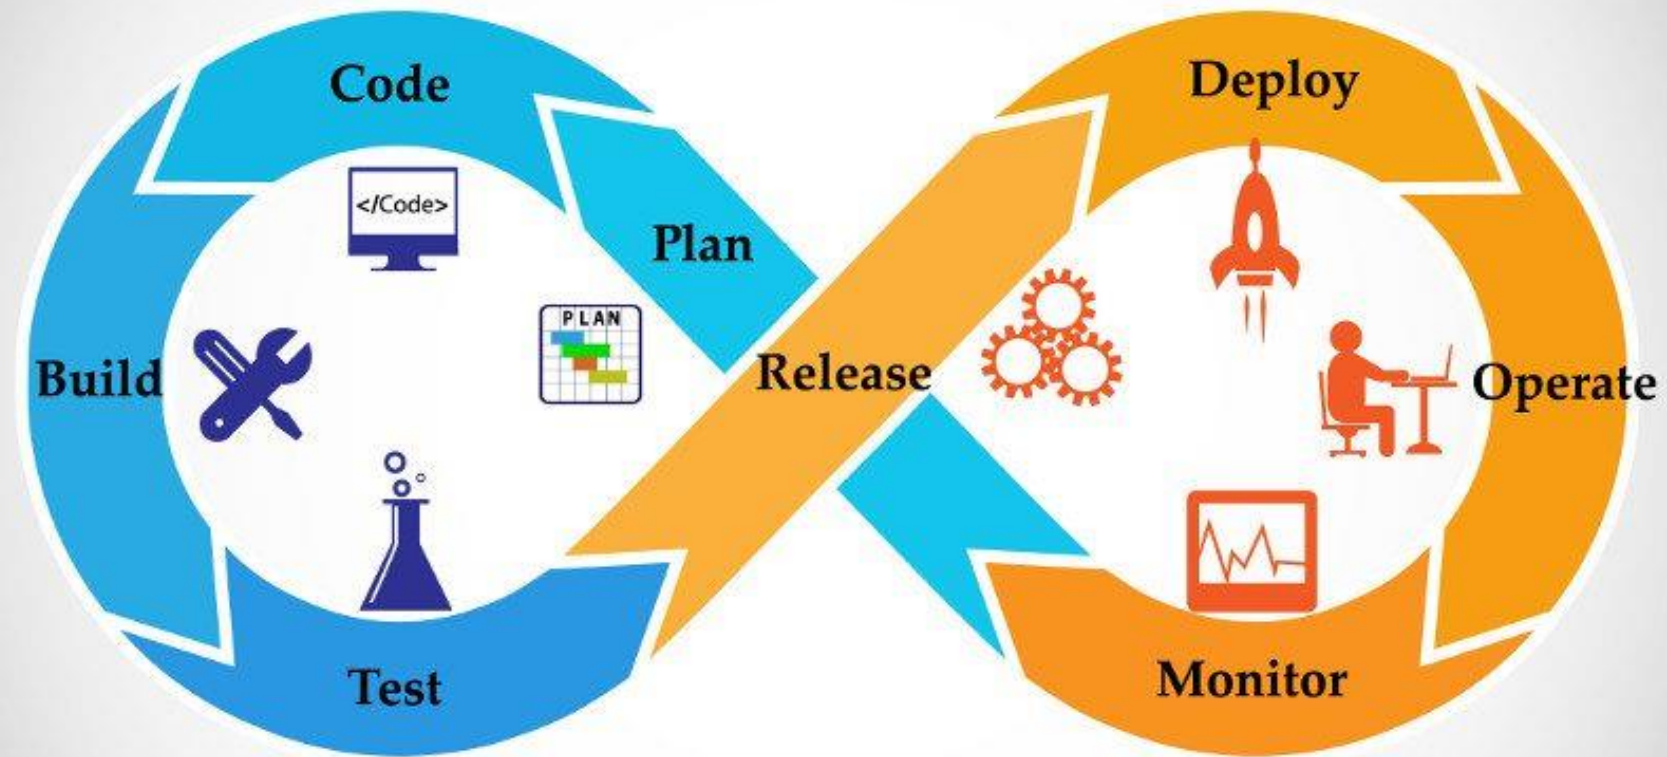 Code
Deploy
</Code>
Plan
PLAN
Build
Release
Operate
Test
Monitor